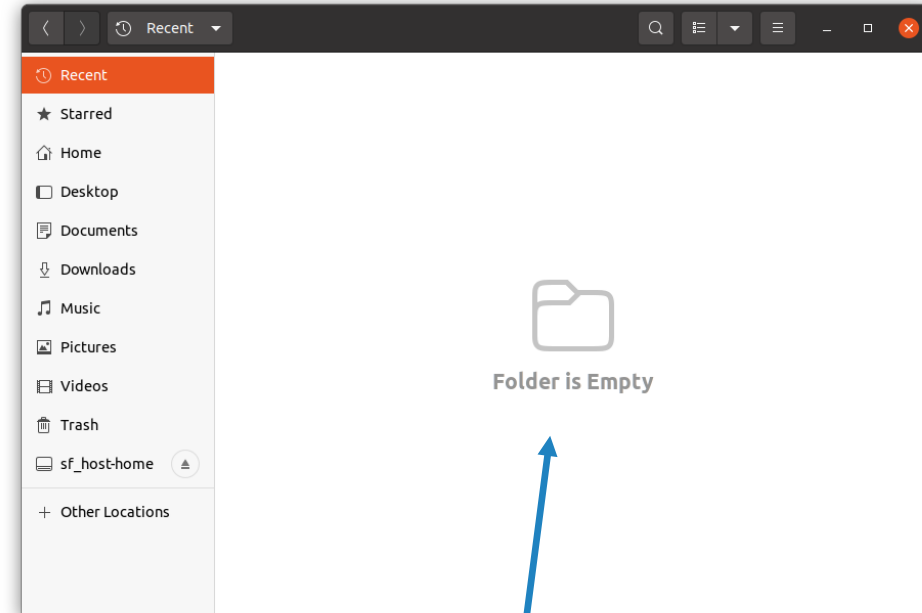 Recent
Recent
Starred
Home
Desktop
Documents
Downloads
Music
Pictures
Videos
Trash
sf_host-home
Other Locations
Folder is Empty